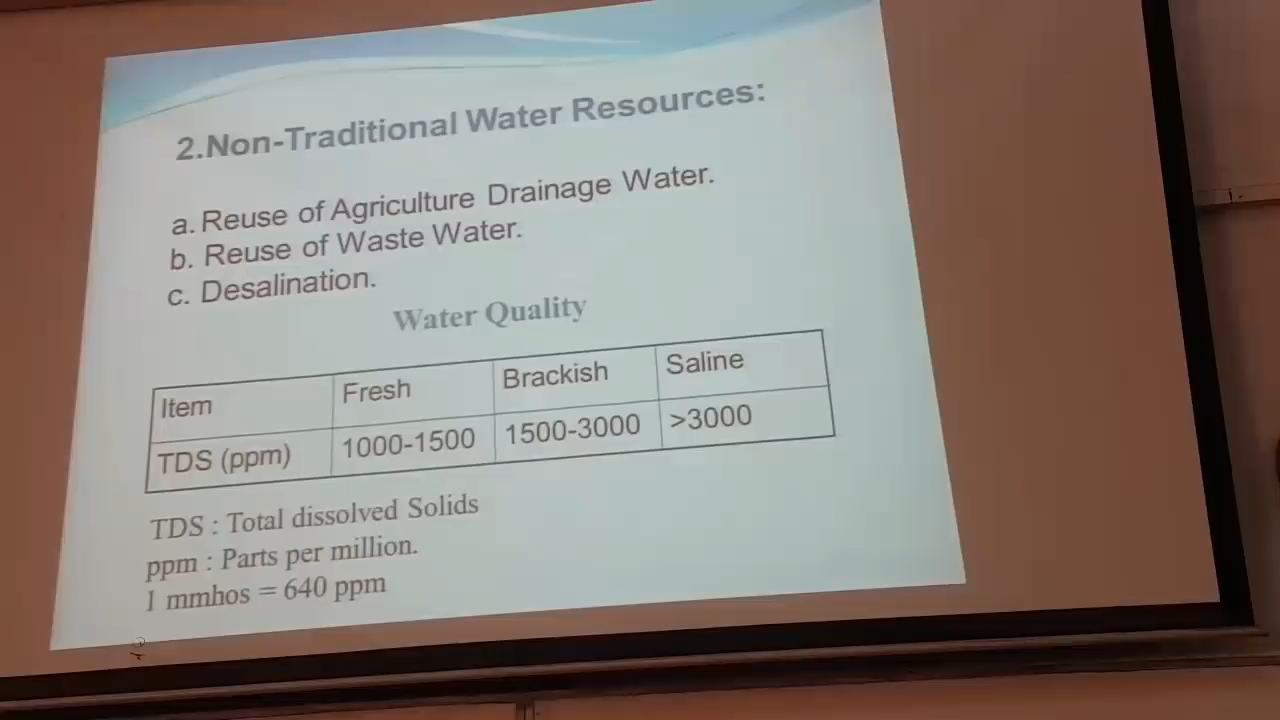 2.Non-Traditional Water Resources:
a. Reuse of Agriculture Drainage Water.
b. Reuse of Waste Water.
c. Desalination.
Water Quality
Item Fresh Brackish Saline
TDS (ppm) 1000-1500 1500-3000 >3000
TDS : Total dissolved Solids
ppm : Parts per million.
1 mmhos = 640 ppm